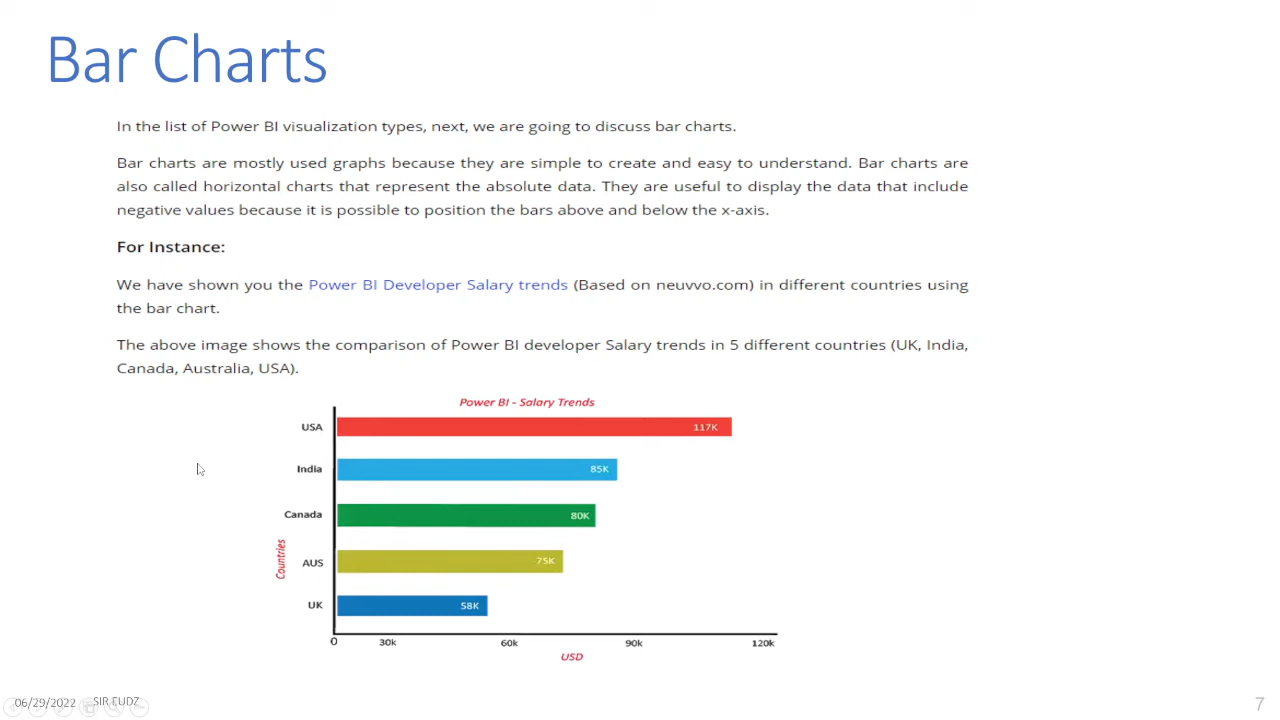 Bar Charts
In the list of Power BI visualization types, next, we are going to discuss bar charts.
Bar charts are mostly used graphs because they are simple to create and easy to understand. Bar charts are
also called horizontal charts that represent the absolute data. They are useful to display the data that include
negative values because it is possible to position the bars above and below the x-axis.
For Instance:
We have shown you the Power BI Developer Salary trends (Based on neuvvo.com) in different countries using
the bar chart.
The above image shows the comparison of Power BI developer Salary trends in 5 different countries (UK, India,
Canada, Australia, USA).
Power BI - Salary Trends
USA 117K
India 85K
Canada 80K
Countries
AUS 75K
UK 58K
0 30k 60k 90k 120k
USD
06/29/2022 SIR EUDZ 7